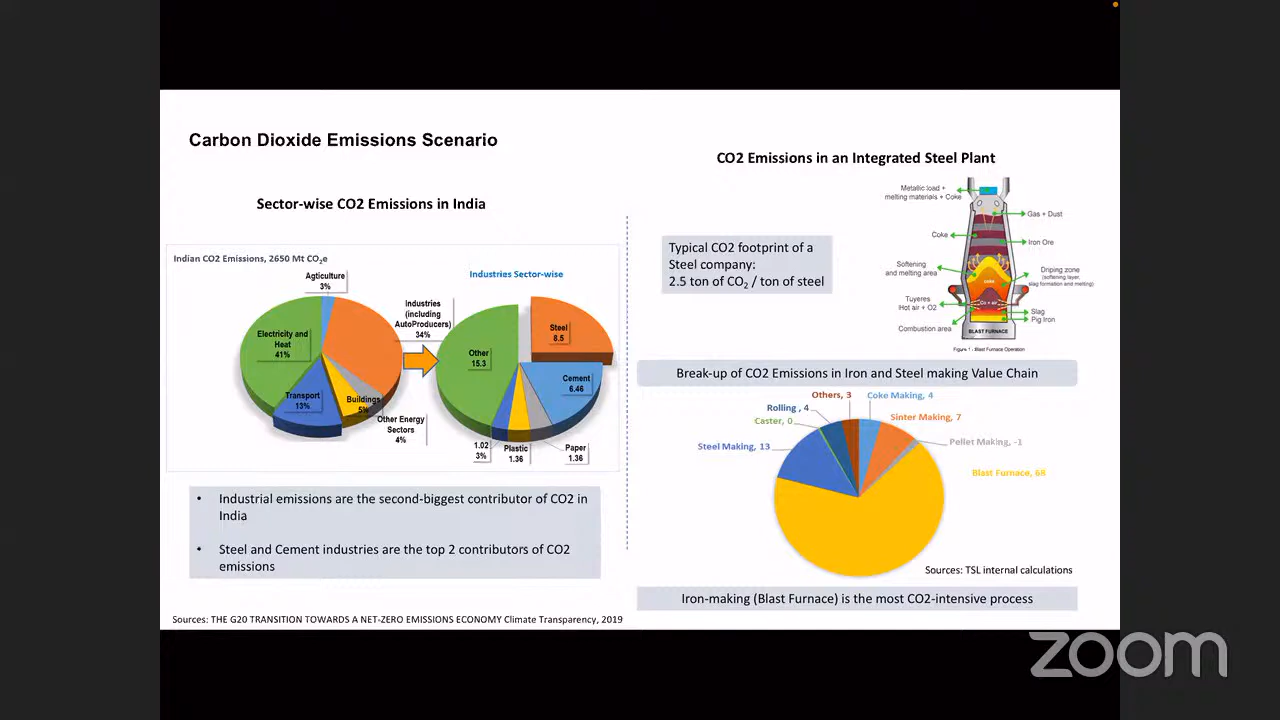 Carbon Dioxide Emissions Scenario
Sector-wise CO2 Emissions in India
Indian CO2 Emissions, 2650 Mt CO2e
Agticulture
3%
Electricity and
Heat
41%
Transport
13%
Buildings
5%
Other Energy
Sectors
4%
Industries
(including
AutoProducers)
34%
Industries Sector-wise
Steel
8.5
Other
15.3
Cement
6.46
1.02
3%
Plastic
1.36
Paper
1.36
• Industrial emissions are the second-biggest contributor of CO2 in
India
• Steel and Cement industries are the top 2 contributors of CO2
emissions
Sources: THE G20 TRANSITION TOWARDS A NET-ZERO EMISSIONS ECONOMY Climate Transparency, 2019
CO2 Emissions in an Integrated Steel Plant
Typical CO2 footprint of a
Steel company:
2.5 ton of CO2 / ton of steel
Metallic load +
melting materials + Coke
Gas + Dust
Coke
Iron Ore
Softening
and melting area
Dripping zone
(softening layer,
slag formation and melting)
Tuyeres
Hot air + O2
Slag
Pig Iron
Combustion area
BLAST FURNACE
Figure 1 - Blast Furnace Operation
Break-up of CO2 Emissions in Iron and Steel making Value Chain
Others, 3
Coke Making, 4
Rolling , 4
Sinter Making, 7
Caster, 0
Pellet Making, -1
Steel Making, 13
Blast Furnace, 68
Sources: TSL internal calculations
Iron-making (Blast Furnace) is the most CO2-intensive process
zoom